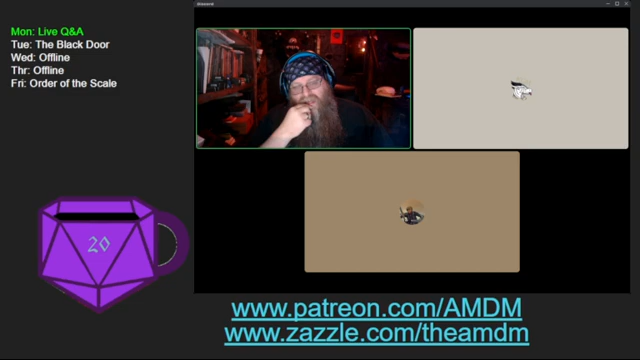 Mon: Live Q&A
Tue: The Black Door
Wed: Offline
Thr: Offline
Fri: Order of the Scale
discord
20
www.patreon.com/AMDM
www.zazzle.com/theamdm